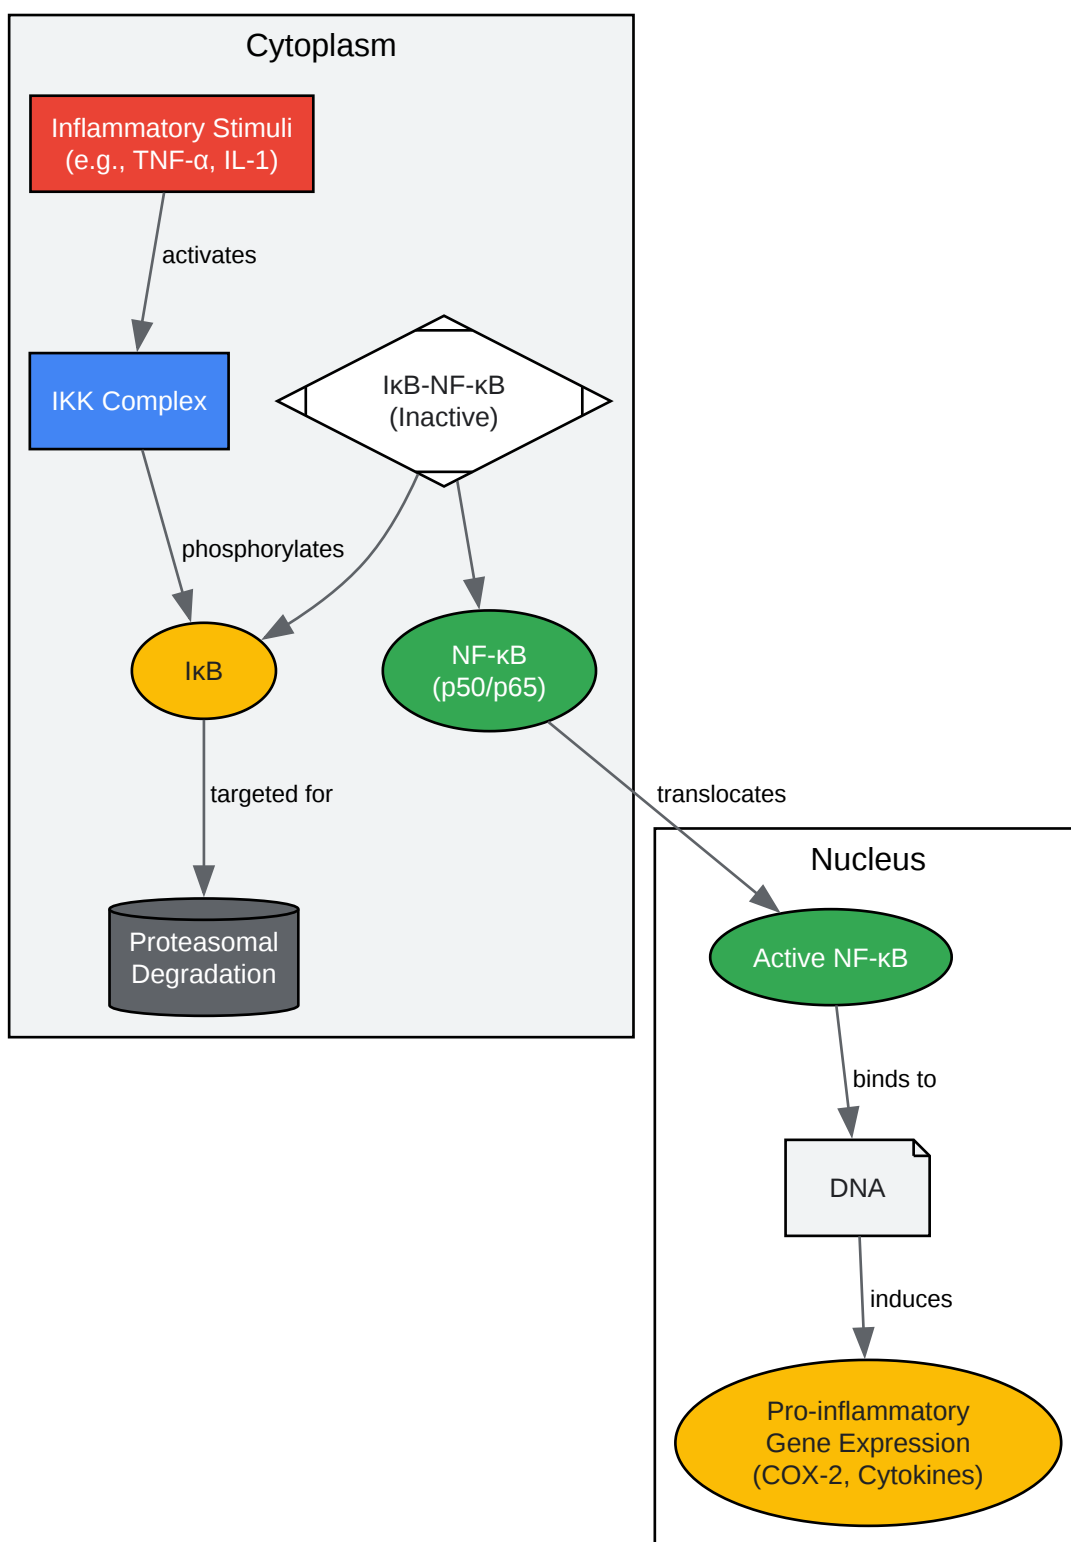 Cytoplasm
Inflammatory Stimuli
(e.g., TNF-α, IL-1)
activates
IKK Complex
IκB-NF-κB
(Inactive)
phosphorylates
IκB
NF-κB
(p50/p65)
targeted for
translocates
Proteasomal
Degradation
Nucleus
Active NF-κB
binds to
DNA
induces
Pro-inflammatory
Gene Expression
(COX-2, Cytokines)